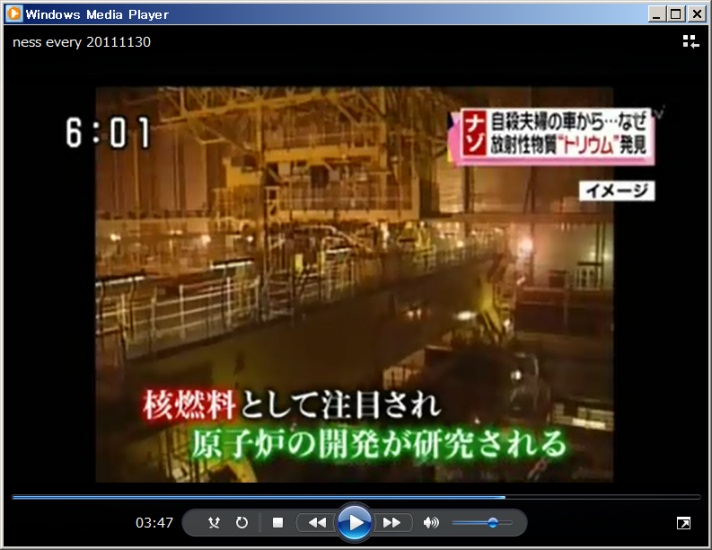 Windows Media Player
ness every 20111130
6:01
ナゾ
自殺夫婦の車から…なぜ
放射性物質"トリウム"発見
イメージ
核燃料として注目され
原子炉の開発が研究される
03:47